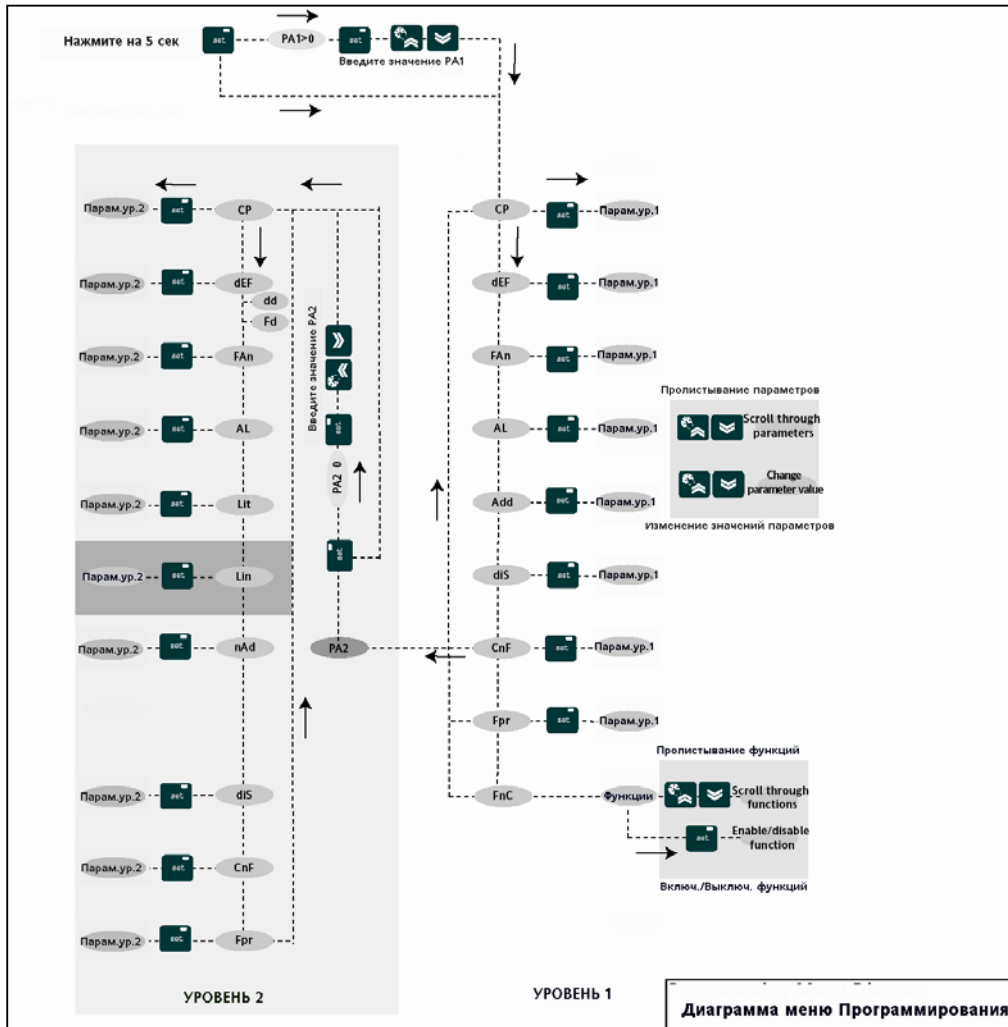 Нажмите на 5 сек
set
PA1>0
set
Введите значение PA1
Парам.ур.2
set
CP
CP
set
Парам.ур.1
Парам.ур.2
set
dEF
dd
Fd
dEF
set
Парам.ур.1
Парам.ур.2
set
FAn
FAn
set
Парам.ур.1
Введите значение PA2
set
PA2 0
set
Парам.ур.2
set
AL
AL
set
Парам.ур.1
Пролистывание параметров
Scroll through
parameters
Change
parameter value
Изменение значений параметров
Парам.ур.2
set
Lit
Add
set
Парам.ур.1
Парам.ур.2
set
Lin
diS
set
Парам.ур.1
Парам.ур.2
set
nAd
PA2
CnF
set
Парам.ур.1
Fpr
set
Парам.ур.1
Парам.ур.2
set
diS
FnC
Функции
Пролистывание функций
Scroll through
functions
set
Enable/disable
function
Включ./Выключ. функций
Парам.ур.2
set
CnF
Парам.ур.2
set
Fpr
УРОВЕНЬ 2
УРОВЕНЬ 1
Диаграмма меню Программирования